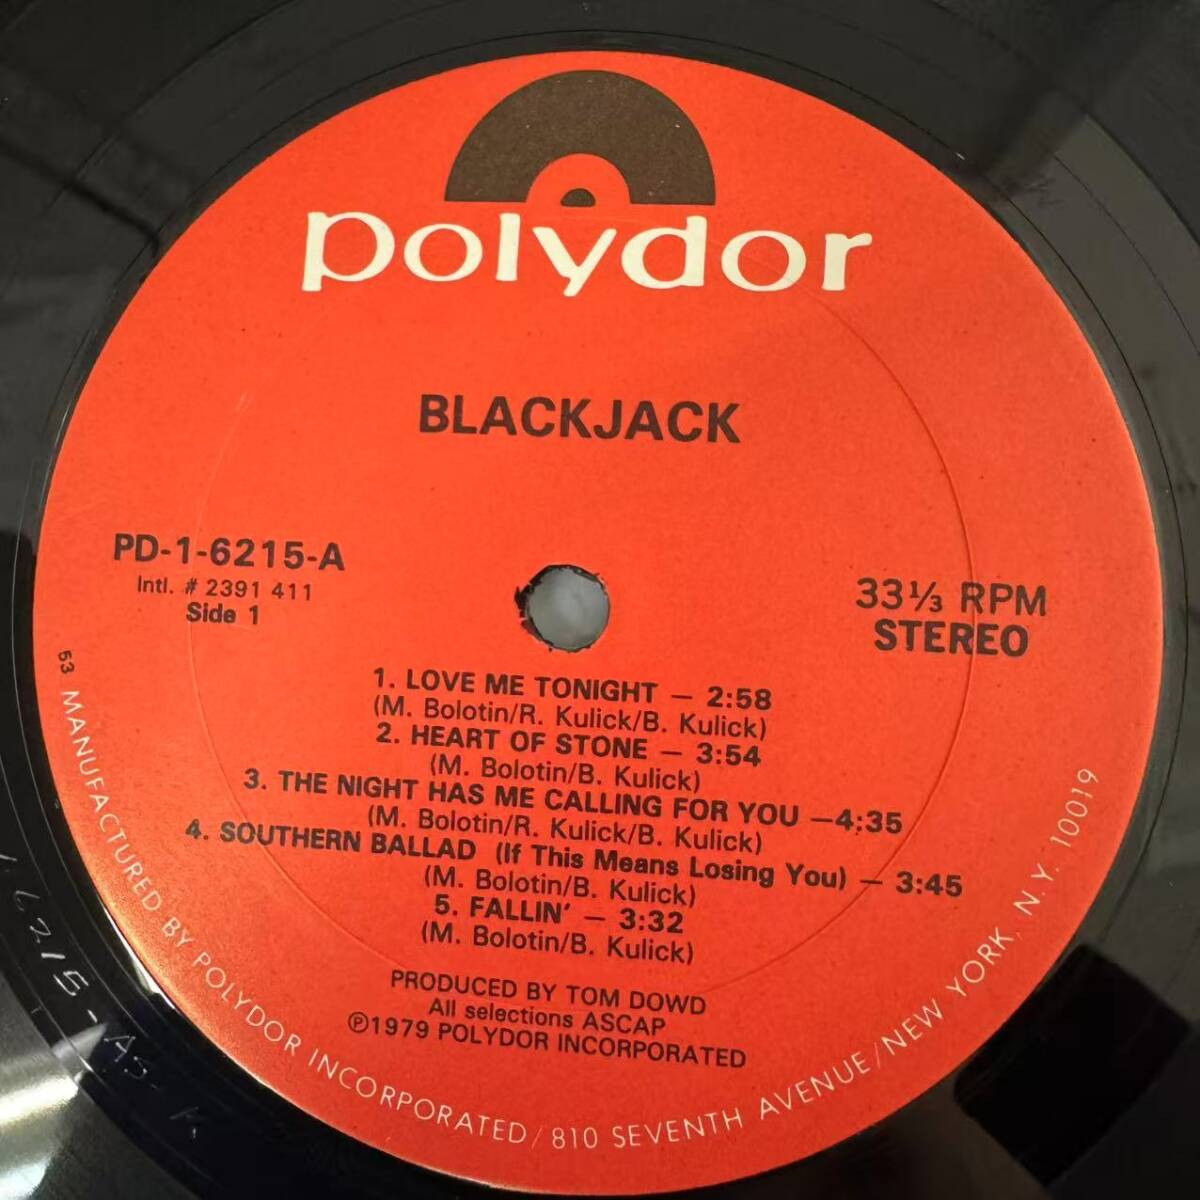 polydor
BLACKJACK
PD-1-6215-A
Intl. # 2391 411
Side 1
33⅓ RPM
STEREO
1. LOVE ME TONIGHT — 2:58
(M. Bolotin/R. Kulick/B. Kulick)
2. HEART OF STONE — 3:54
(M. Bolotin/B. Kulick)
3. THE NIGHT HAS ME CALLING FOR YOU —4:35
(M. Bolotin/R. Kulick/B. Kulick)
4. SOUTHERN BALLAD (If This Means Losing You) — 3:45
(M. Bolotin/B. Kulick)
5. FALLIN' — 3:32
(M. Bolotin/B. Kulick)
PRODUCED BY TOM DOWD
All selections ASCAP
℗1979 POLYDOR INCORPORATED
53 MANUFACTURED BY POLYDOR INCORPORATED/810 SEVENTH AVENUE/NEW YORK, N.Y. 10019
6215-AS